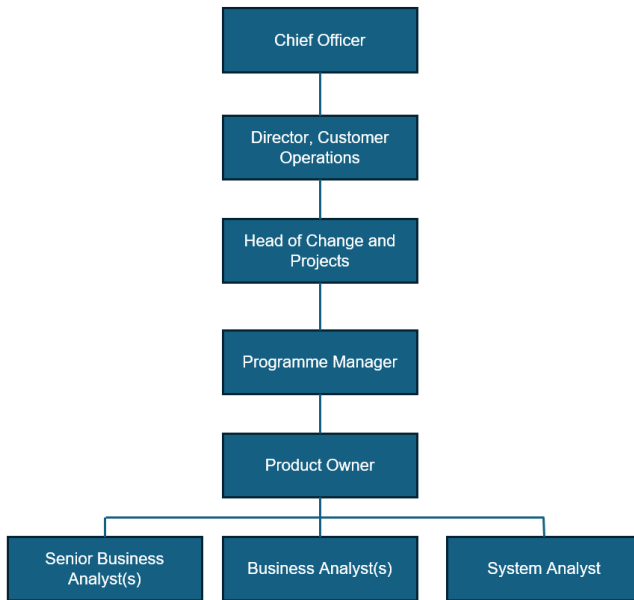 Chief Officer
Director, Customer
Operations
Head of Change and
Projects
Programme Manager
Product Owner
Senior Business
Analyst(s)
Business Analyst(s)
System Analyst